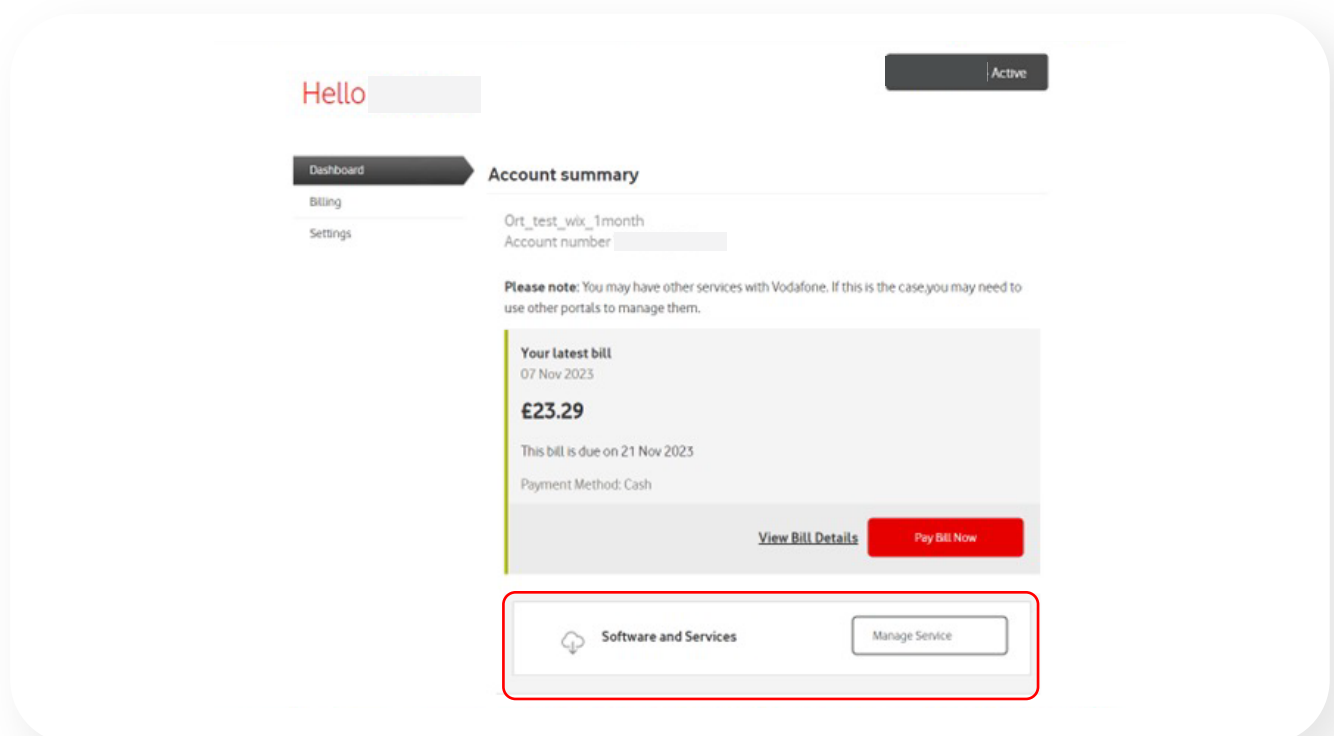 Active
Hello
Dashboard
Billing
Settings
Account summary
Ort_test_wix_1month
Account number
Please note: You may have other services with Vodafone. If this is the case,you may need to
use other portals to manage them.
Your latest bill
07 Nov 2023
£23.29
This bill is due on 21 Nov 2023
Payment Method: Cash
View Bill Details
Pay Bill Now
Software and Services
Manage Service